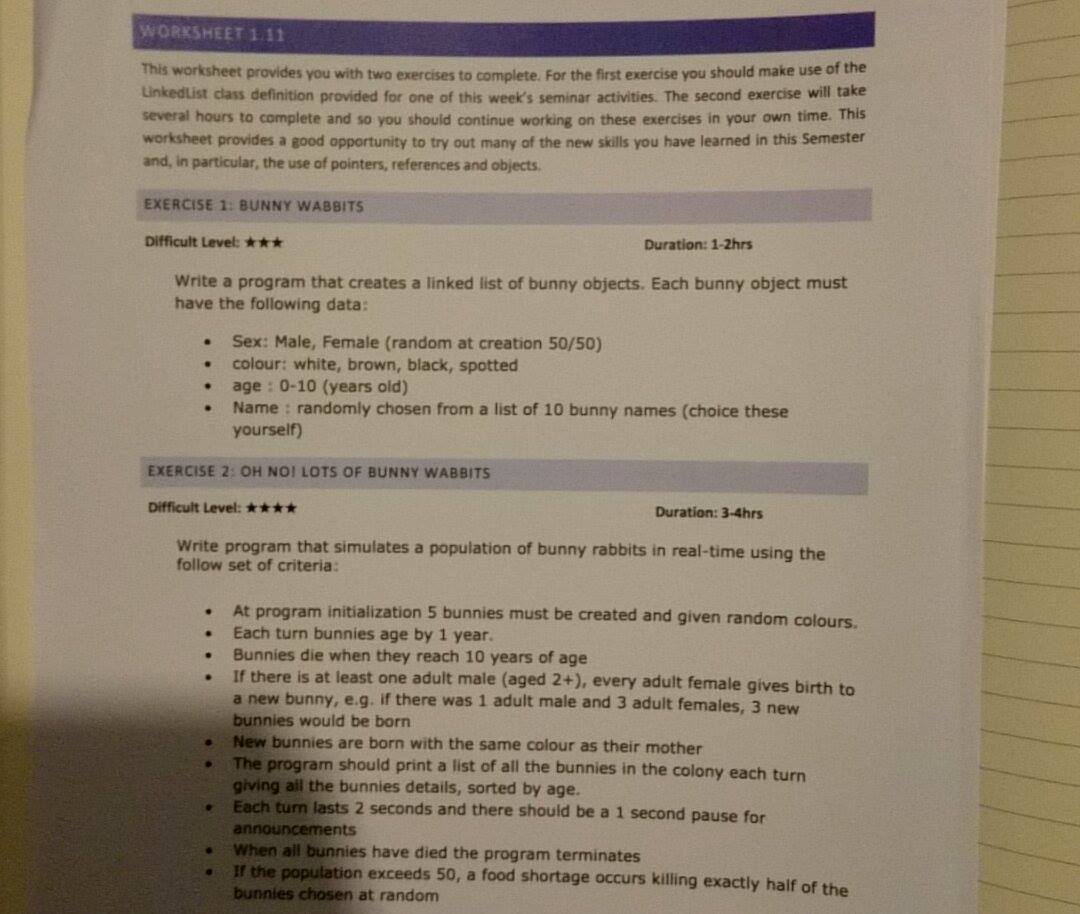 WORKSHEET 1.11
This worksheet provides you with two exercises to complete. For the first exercise you should make use of the
LinkedList class definition provided for one of this week's seminar activities. The second exercise will take
several hours to complete and so you should continue working on these exercises in your own time. This
worksheet provides a good opportunity to try out many of the new skills you have learned in this Semester
and, in particular, the use of pointers, references and objects.
EXERCISE 1: BUNNY WABBITS
Difficult Level: ★★★ Duration: 1-2hrs
Write a program that creates a linked list of bunny objects. Each bunny object must
have the following data:
• Sex: Male, Female (random at creation 50/50)
• colour: white, brown, black, spotted
• age : 0-10 (years old)
• Name : randomly chosen from a list of 10 bunny names (choice these
yourself)
EXERCISE 2: OH NO! LOTS OF BUNNY WABBITS
Difficult Level: ★★★★ Duration: 3-4hrs
Write program that simulates a population of bunny rabbits in real-time using the
follow set of criteria:
• At program initialization 5 bunnies must be created and given random colours.
• Each turn bunnies age by 1 year.
• Bunnies die when they reach 10 years of age
• If there is at least one adult male (aged 2+), every adult female gives birth to
a new bunny, e.g. if there was 1 adult male and 3 adult females, 3 new
bunnies would be born
• New bunnies are born with the same colour as their mother
• The program should print a list of all the bunnies in the colony each turn
giving all the bunnies details, sorted by age.
• Each turn lasts 2 seconds and there should be a 1 second pause for
announcements
• When all bunnies have died the program terminates
• If the population exceeds 50, a food shortage occurs killing exactly half of the
bunnies chosen at random